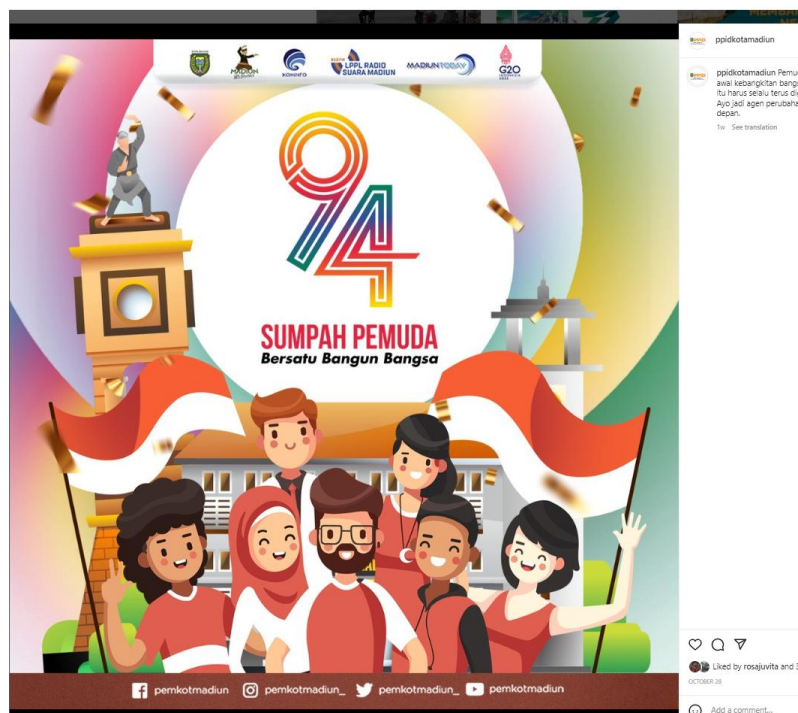 MADIUN
KOMINFO
LPPL RADIO
SUARA MADIUN
MADIUNTODAY
G20
94
SUMPAH PEMUDA
Bersatu Bangun Bangsa
pemkotmadiun
pemkotmadiun_
pemkotmadiun_
pemkotmadiun
ppidkotamadiun
ppidkotamadiun Pemu
awal kebangkitan bangs
itu harus selalu terus di
Ayo jadi agen perubaha
depan.
1w See translation
Liked by rosajuvita and 3
OCTOBER 28
Add a comment...